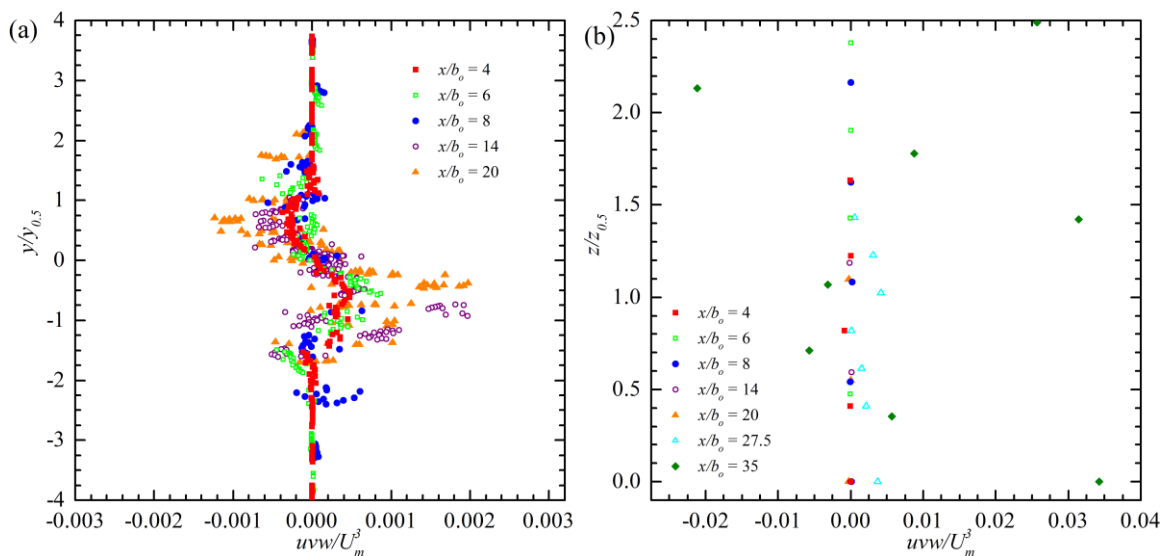 (a)
4
3
2
1
0
-1
-2
-3
-4
y/y0.5
x/bo = 4
x/bo = 6
x/bo = 8
x/bo = 14
x/bo = 20
-0.003
-0.002
-0.001
0.000
0.001
0.002
0.003
uvw/U3m
(b)
2.5
2.0
1.5
1.0
0.5
0.0
z/z0.5
x/bo = 4
x/bo = 6
x/bo = 8
x/bo = 14
x/bo = 20
x/bo = 27.5
x/bo = 35
-0.02
-0.01
0.00
0.01
0.02
0.03
0.04
uvw/U3m